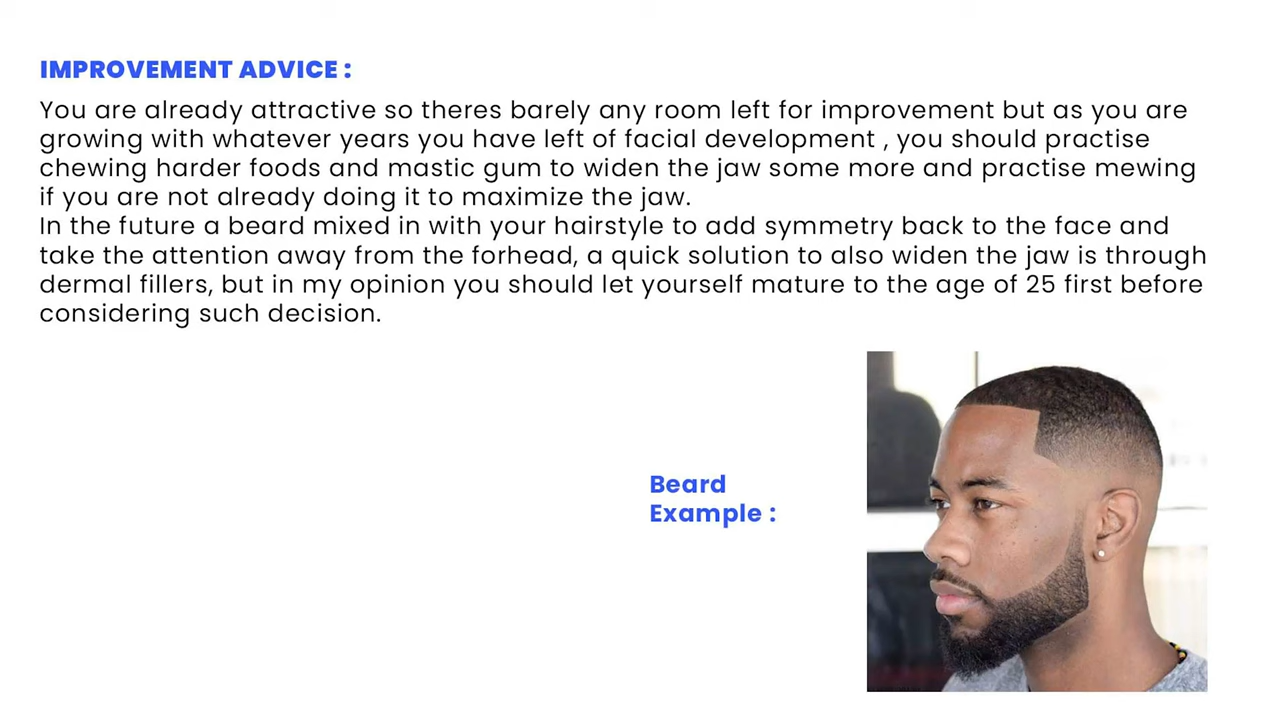 IMPROVEMENT ADVICE :
You are already attractive so theres barely any room left for improvement but as you are
growing with whatever years you have left of facial development , you should practise
chewing harder foods and mastic gum to widen the jaw some more and practise mewing
if you are not already doing it to maximize the jaw.
In the future a beard mixed in with your hairstyle to add symmetry back to the face and
take the attention away from the forhead, a quick solution to also widen the jaw is through
dermal fillers, but in my opinion you should let yourself mature to the age of 25 first before
considering such decision.
Beard
Example :